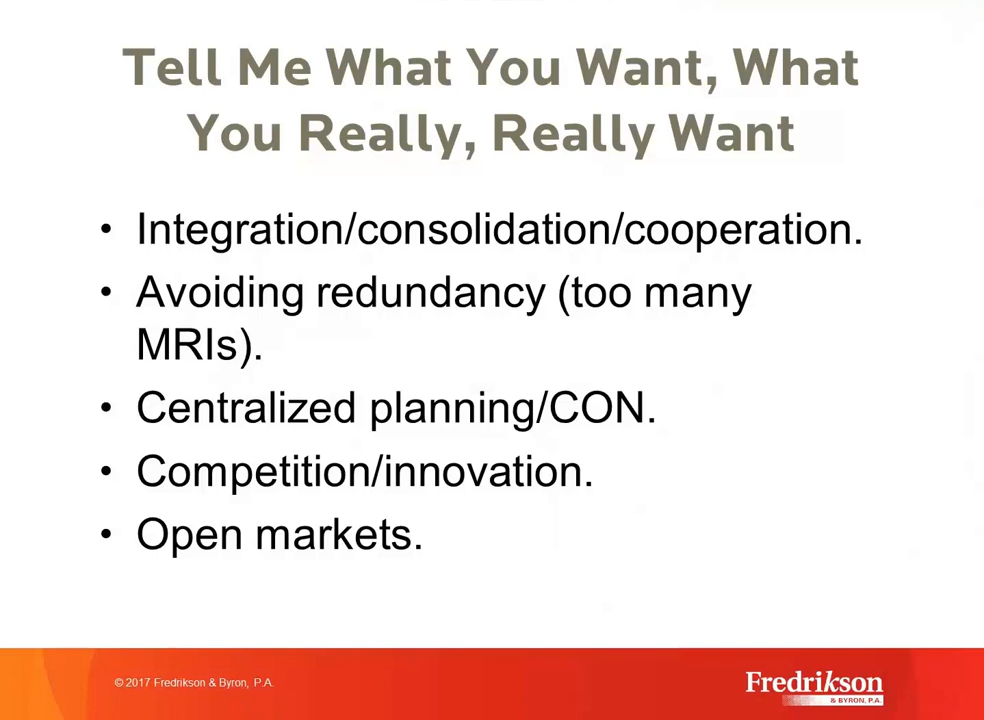 Tell Me What You Want, What
You Really, Really Want
• Integration/consolidation/cooperation.
• Avoiding redundancy (too many
MRIs).
• Centralized planning/CON.
• Competition/innovation.
• Open markets.
© 2017 Fredrikson & Byron, P.A.
Fredrikson
& BYRON, P.A.